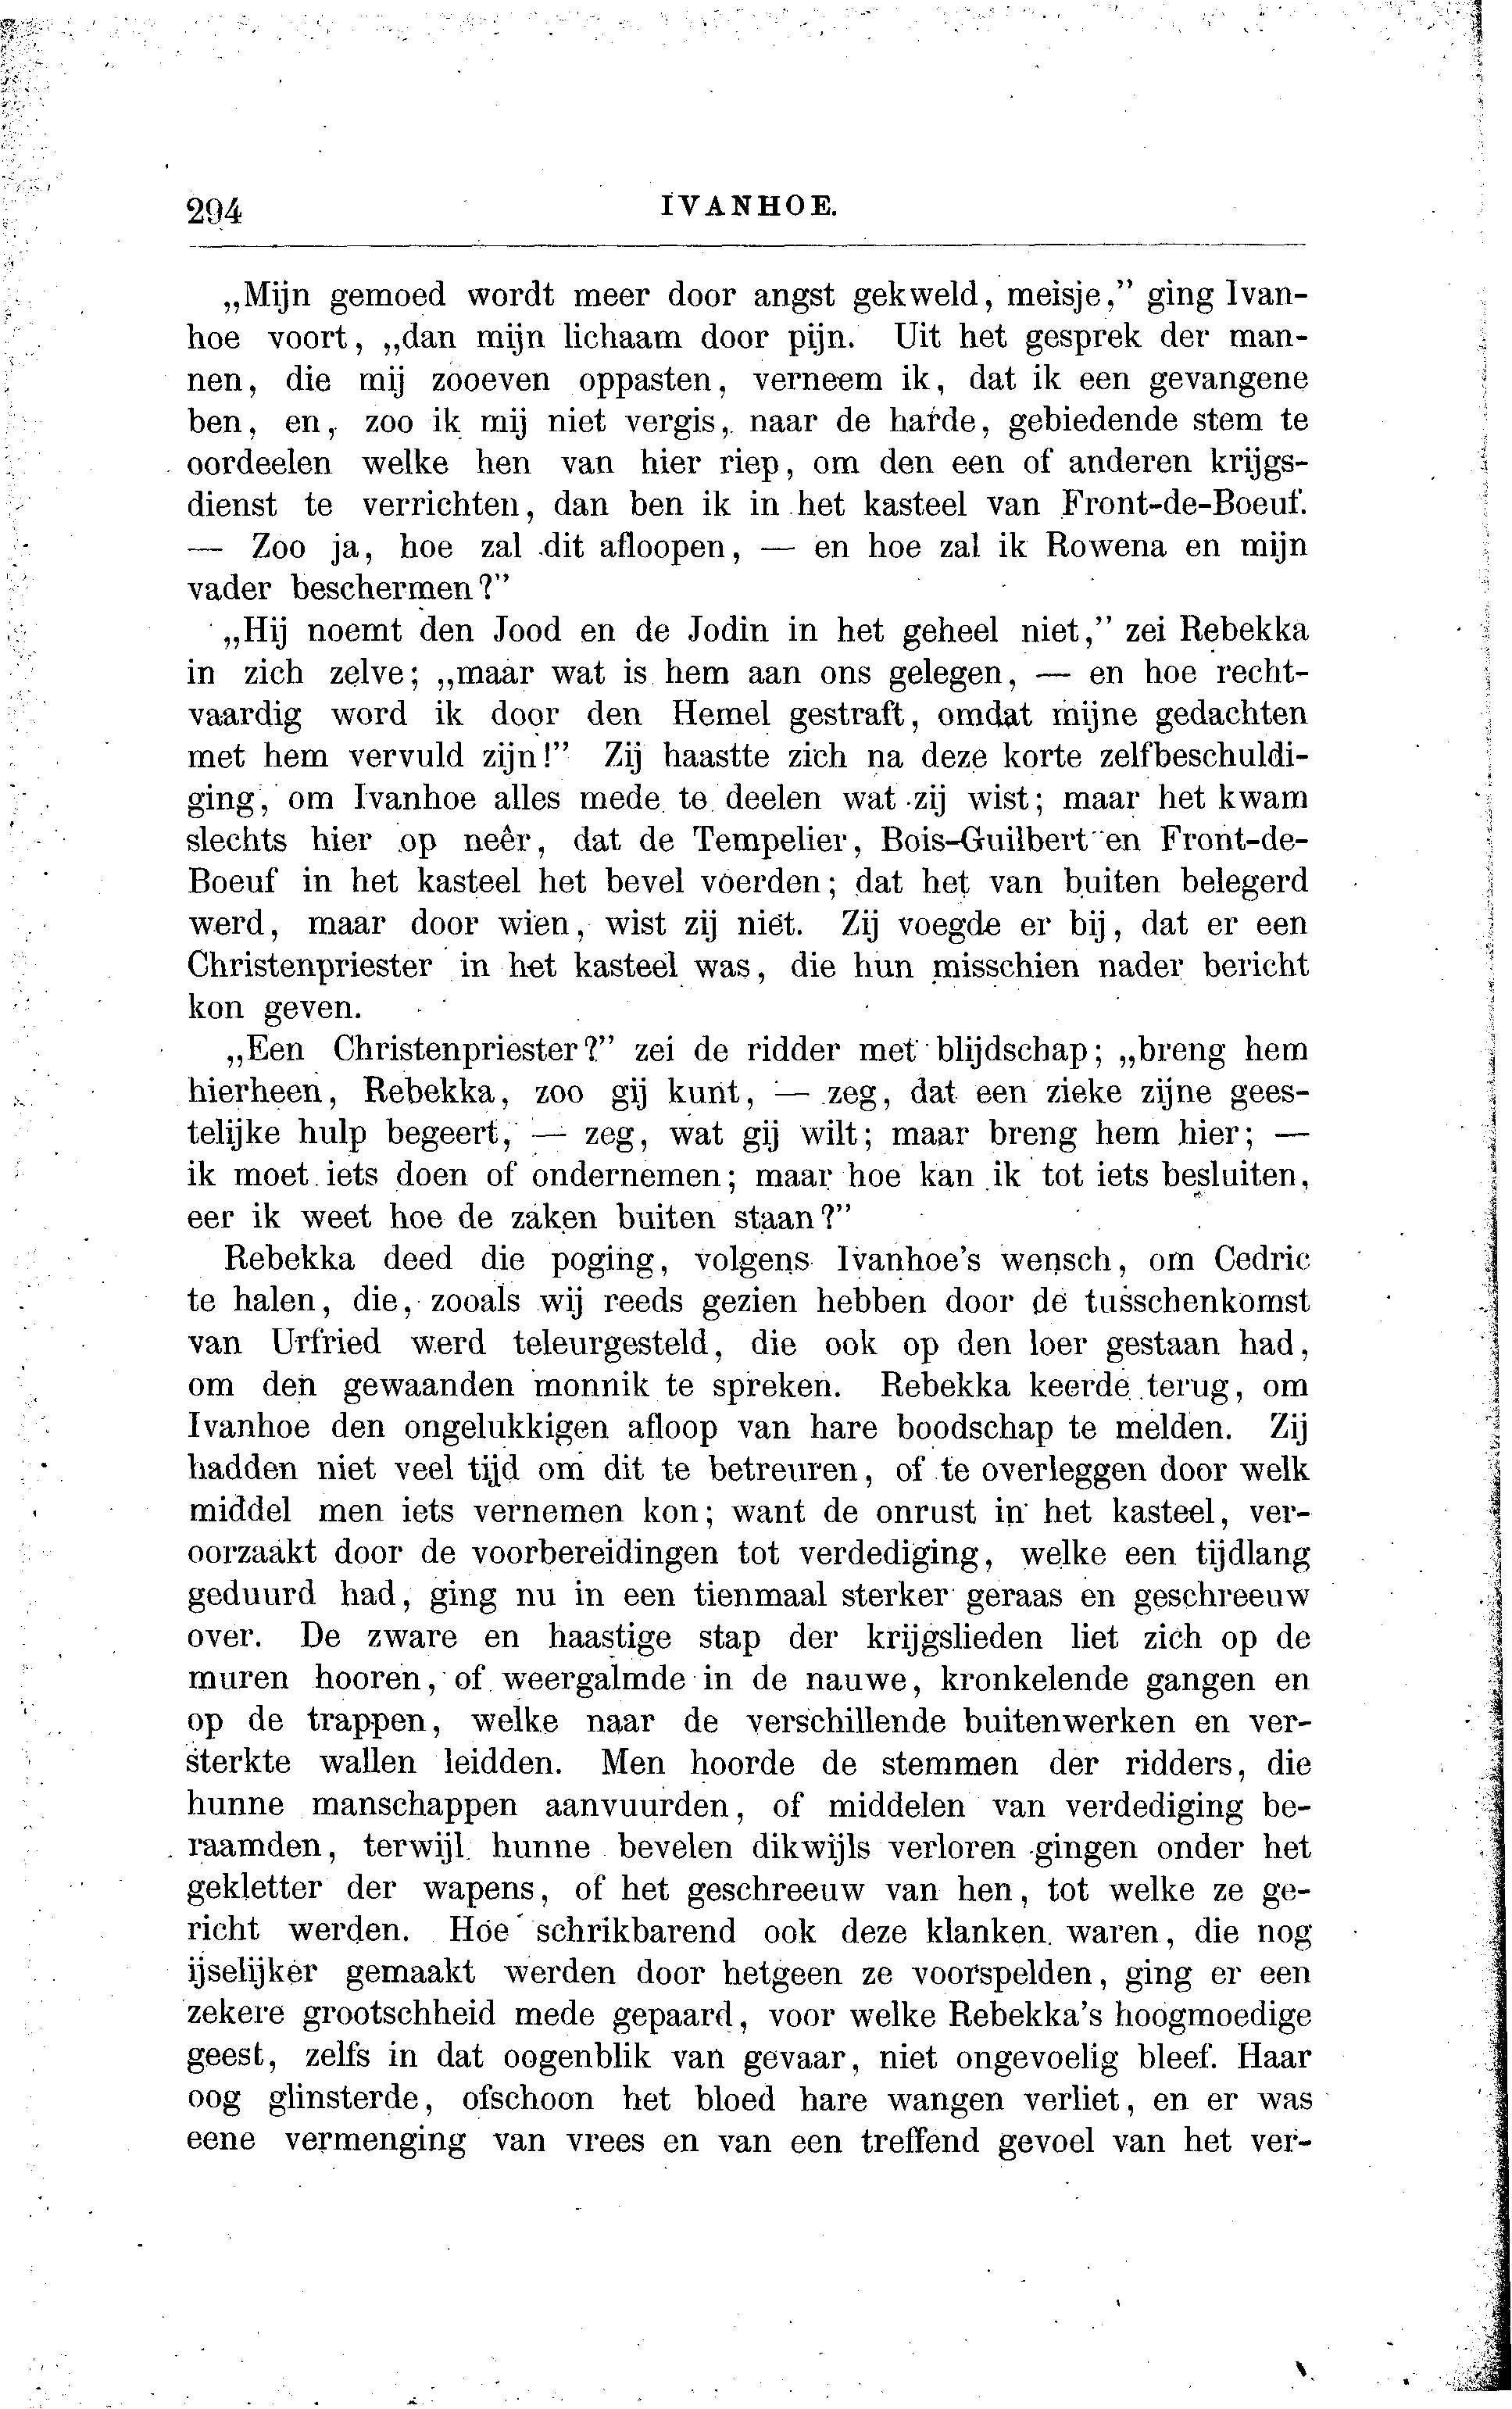 294
IVANHOE.
„Mijn gemoed wordt meer door angst gekweld, meisje,” ging Ivan-
hoe voort, „dan mijn lichaam door pijn. Uit het gesprek der man-
nen, die mij zooeven oppasten, verneem ik, dat ik een gevangene
ben, en, zoo ik mij niet vergis, naar de harde, gebiedende stem te
oordeelen welke hen van hier riep, om den een of anderen krijgs-
dienst te verrichten, dan ben ik in het kasteel van Front-de-Boeuf.
— Zoo ja, hoe zal dit afloopen, — en hoe zal ik Rowena en mijn
vader beschermen?”
„Hij noemt den Jood en de Jodin in het geheel niet,” zei Rebekka
in zich zelve; „maar wat is hem aan ons gelegen, — en hoe recht-
vaardig word ik door den Hemel gestraft, omdat mijne gedachten
met hem vervuld zijn!” Zij haastte zich na deze korte zelfbeschuldi-
ging, om Ivanhoe alles mede te deelen wat zij wist; maar het kwam
slechts hier op neêr, dat de Tempelier, Bois-Guilbert en Front-de-
Boeuf in het kasteel het bevel voerden; dat het van buiten belegerd
werd, maar door wien, wist zij niet. Zij voegde er bij, dat er een
Christenpriester in het kasteel was, die hun misschien nader bericht
kon geven.
„Een Christenpriester?” zei de ridder met blijdschap; „breng hem
hierheen, Rebekka, zoo gij kunt, — zeg, dat een zieke zijne gees-
telijke hulp begeert, — zeg, wat gij wilt; maar breng hem hier; —
ik moet iets doen of ondernemen; maar hoe kan ik tot iets besluiten,
eer ik weet hoe de zaken buiten staan?”
Rebekka deed die poging, volgens Ivanhoe’s wensch, om Cedric
te halen, die, zooals wij reeds gezien hebben door de tusschenkomst
van Urfried werd teleurgesteld, die ook op den loer gestaan had,
om den gewaanden monnik te spreken. Rebekka keerde terug, om
Ivanhoe den ongelukkigen afloop van hare boodschap te melden. Zij
hadden niet veel tijd om dit te betreuren, of te overleggen door welk
middel men iets vernemen kon; want de onrust in het kasteel, ver-
oorzaakt door de voorbereidingen tot verdediging, welke een tijdlang
geduurd had, ging nu in een tienmaal sterker geraas en geschreeuw
over. De zware en haastige stap der krijgslieden liet zich op de
muren hooren, of weergalmde in de nauwe, kronkelende gangen en
op de trappen, welke naar de verschillende buitenwerken en ver-
sterkte wallen leidden. Men hoorde de stemmen der ridders, die
hunne manschappen aanvuurden, of middelen van verdediging be-
raamden, terwijl hunne bevelen dikwijls verloren gingen onder het
gekletter der wapens, of het geschreeuw van hen, tot welke ze ge-
richt werden. Hoe schrikbarend ook deze klanken waren, die nog
ijselijker gemaakt werden door hetgeen ze voorspelden, ging er een
zekere grootschheid mede gepaard, voor welke Rebekka’s hoogmoedige
geest, zelfs in dat oogenblik van gevaar, niet ongevoelig bleef. Haar
oog glinsterde, ofschoon het bloed hare wangen verliet, en er was
eene vermenging van vrees en van een treffend gevoel van het ver-